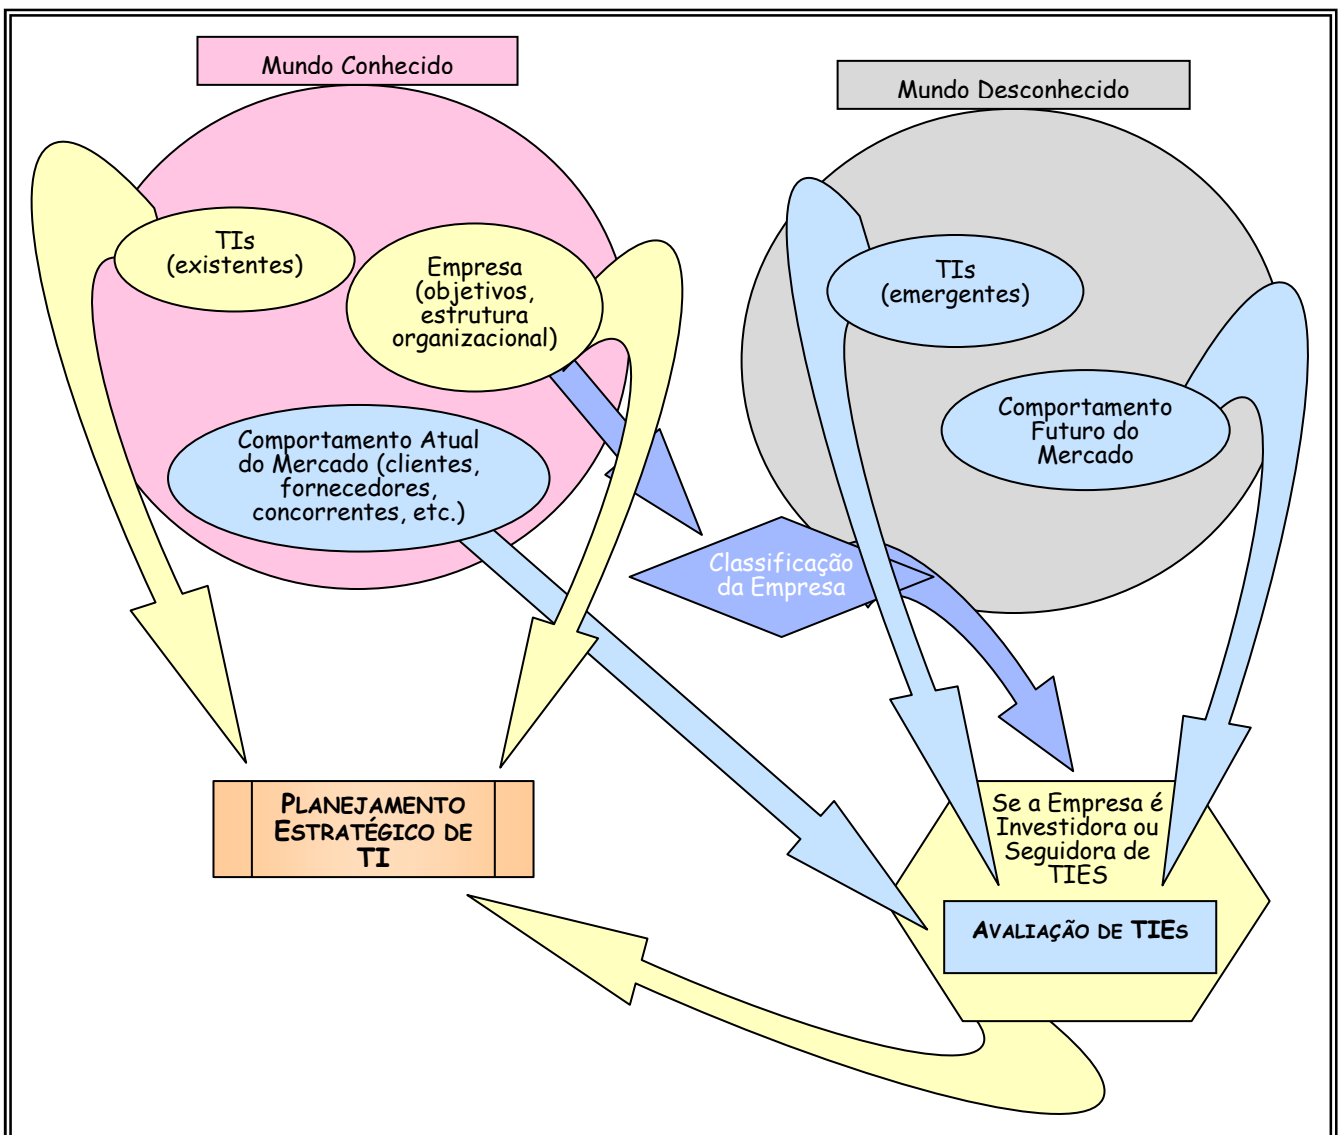 Mundo Conhecido
Mundo Desconhecido
TIs
(existentes)
Empresa
(objetivos,
estrutura
organizacional)
TIs
(emergentes)
Comportamento Atual
do Mercado (clientes,
fornecedores,
concorrentes, etc.)
Comportamento
Futuro do
Mercado
Classificação
da Empresa
PLANEJAMENTO
ESTRATÉGICO DE
TI
Se a Empresa é
Investidora ou
Seguidora de
TIES
AVALIAÇÃO DE TIES